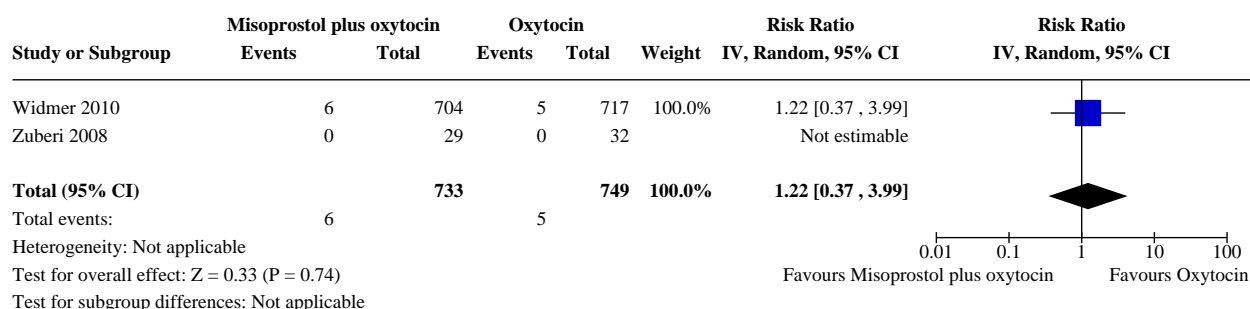 Misoprostol plus oxytocin Oxytocin Risk Ratio Risk Ratio
Study or Subgroup Events Total Events Total Weight IV, Random, 95% CI IV, Random, 95% CI
Widmer 2010 6 704 5 717 100.0% 1.22 [0.37 , 3.99]
Zuberi 2008 0 29 0 32 Not estimable
Total (95% CI) 733 749 100.0% 1.22 [0.37 , 3.99]
Total events: 6 5
Heterogeneity: Not applicable
0.01 0.1 1 10 100
Test for overall effect: Z = 0.33 (P = 0.74)
Favours Misoprostol plus oxytocin Favours Oxytocin
Test for subgroup differences: Not applicable